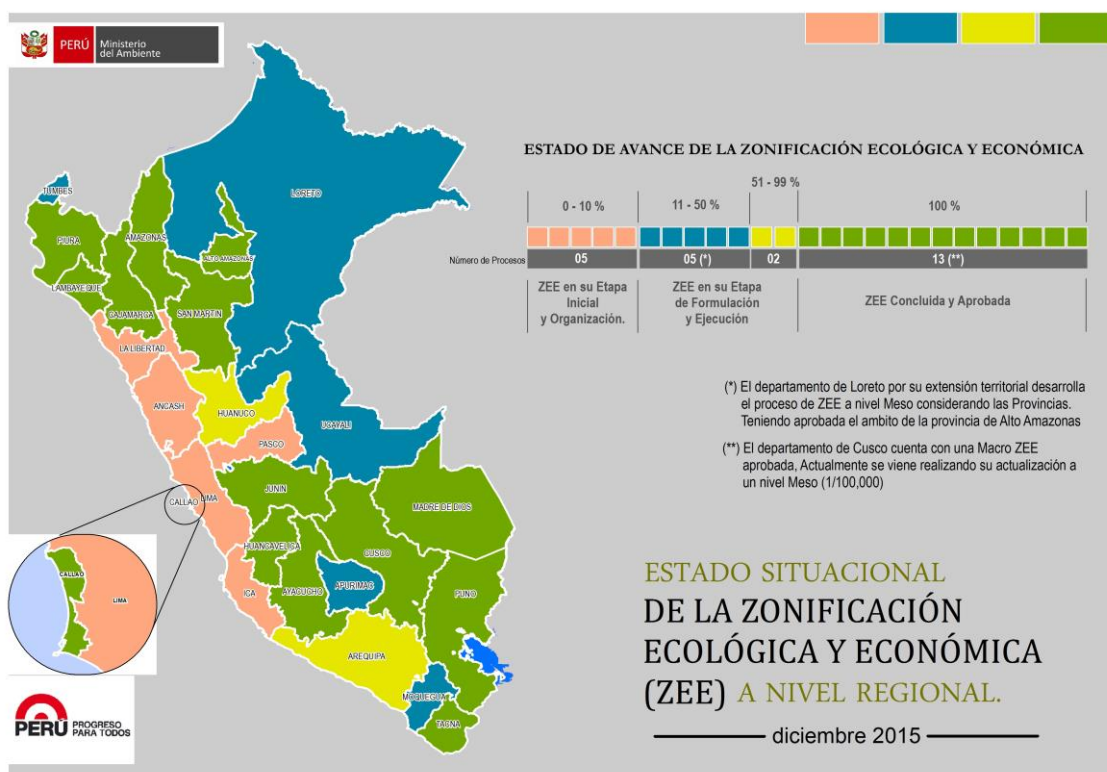 PERÚ
Ministerio
del Ambiente
ESTADO DE AVANCE DE LA ZONIFICACIÓN ECOLÓGICA Y ECONÓMICA
0 - 10 %
11 - 50 %
51 - 99 %
100 %
Número de Procesos
05
05 (*)
02
13 (**)
ZEE en su Etapa
Inicial
y Organización.
ZEE en su Etapa
de Formulación
y Ejecución
ZEE Concluida y Aprobada
(*) El departamento de Loreto por su extensión territorial desarrolla
el proceso de ZEE a nivel Meso considerando las Provincias.
Teniendo aprobada el ambito de la provincia de Alto Amazonas
(**) El departamento de Cusco cuenta con una Macro ZEE
aprobada, Actualmente se viene realizando su actualización a
un nivel Meso (1/100,000)
TUMBES
LORETO
PIURA
AMAZONAS
ALTO AMAZONAS
LAMBAYEQUE
CAJAMARCA
SAN MARTIN
LA LIBERTAD
ANCASH
HUANUCO
UCAYALI
PASCO
JUNIN
CALLAO
LIMA
MADRE DE DIOS
HUANCAVELICA
CUSCO
ICA
AYACUCHO
APURIMAC
PUNO
AREQUIPA
MOQUEGUA
TACNA
CALLAO
LIMA
ESTADO SITUACIONAL
DE LA ZONIFICACIÓN
ECOLÓGICA Y ECONÓMICA
(ZEE) A NIVEL REGIONAL.
diciembre 2015
PERÚ PROGRESO
PARA TODOS